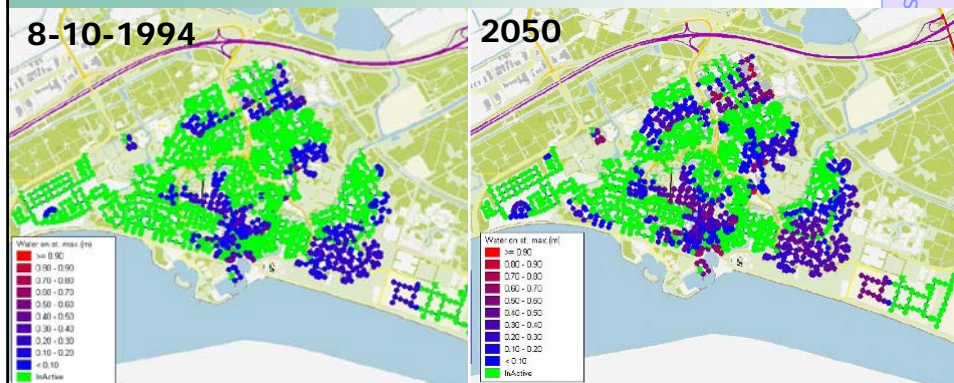 8-10-1994
2050
Water on st. max.(m)
>= 0.90
0.80 - 0.90
0.70 - 0.80
0.60 - 0.70
0.50 - 0.60
0.40 - 0.50
0.30 - 0.40
0.20 - 0.30
0.10 - 0.20
< 0.10
InActive
Water on st. max.(m)
>= 0.90
0.80 - 0.90
0.70 - 0.80
0.60 - 0.70
0.50 - 0.60
0.40 - 0.50
0.30 - 0.40
0.20 - 0.30
0.10 - 0.20
< 0.10
InActive